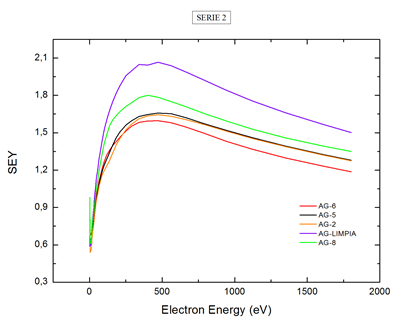 SERIE 2
2,1
1,8
1,5
1,2
0,9
0,6
0,3
SEY
AG-6
AG-5
AG-2
AG-LIMPIA
AG-8
0
500
1000
1500
2000
Electron Energy (eV)